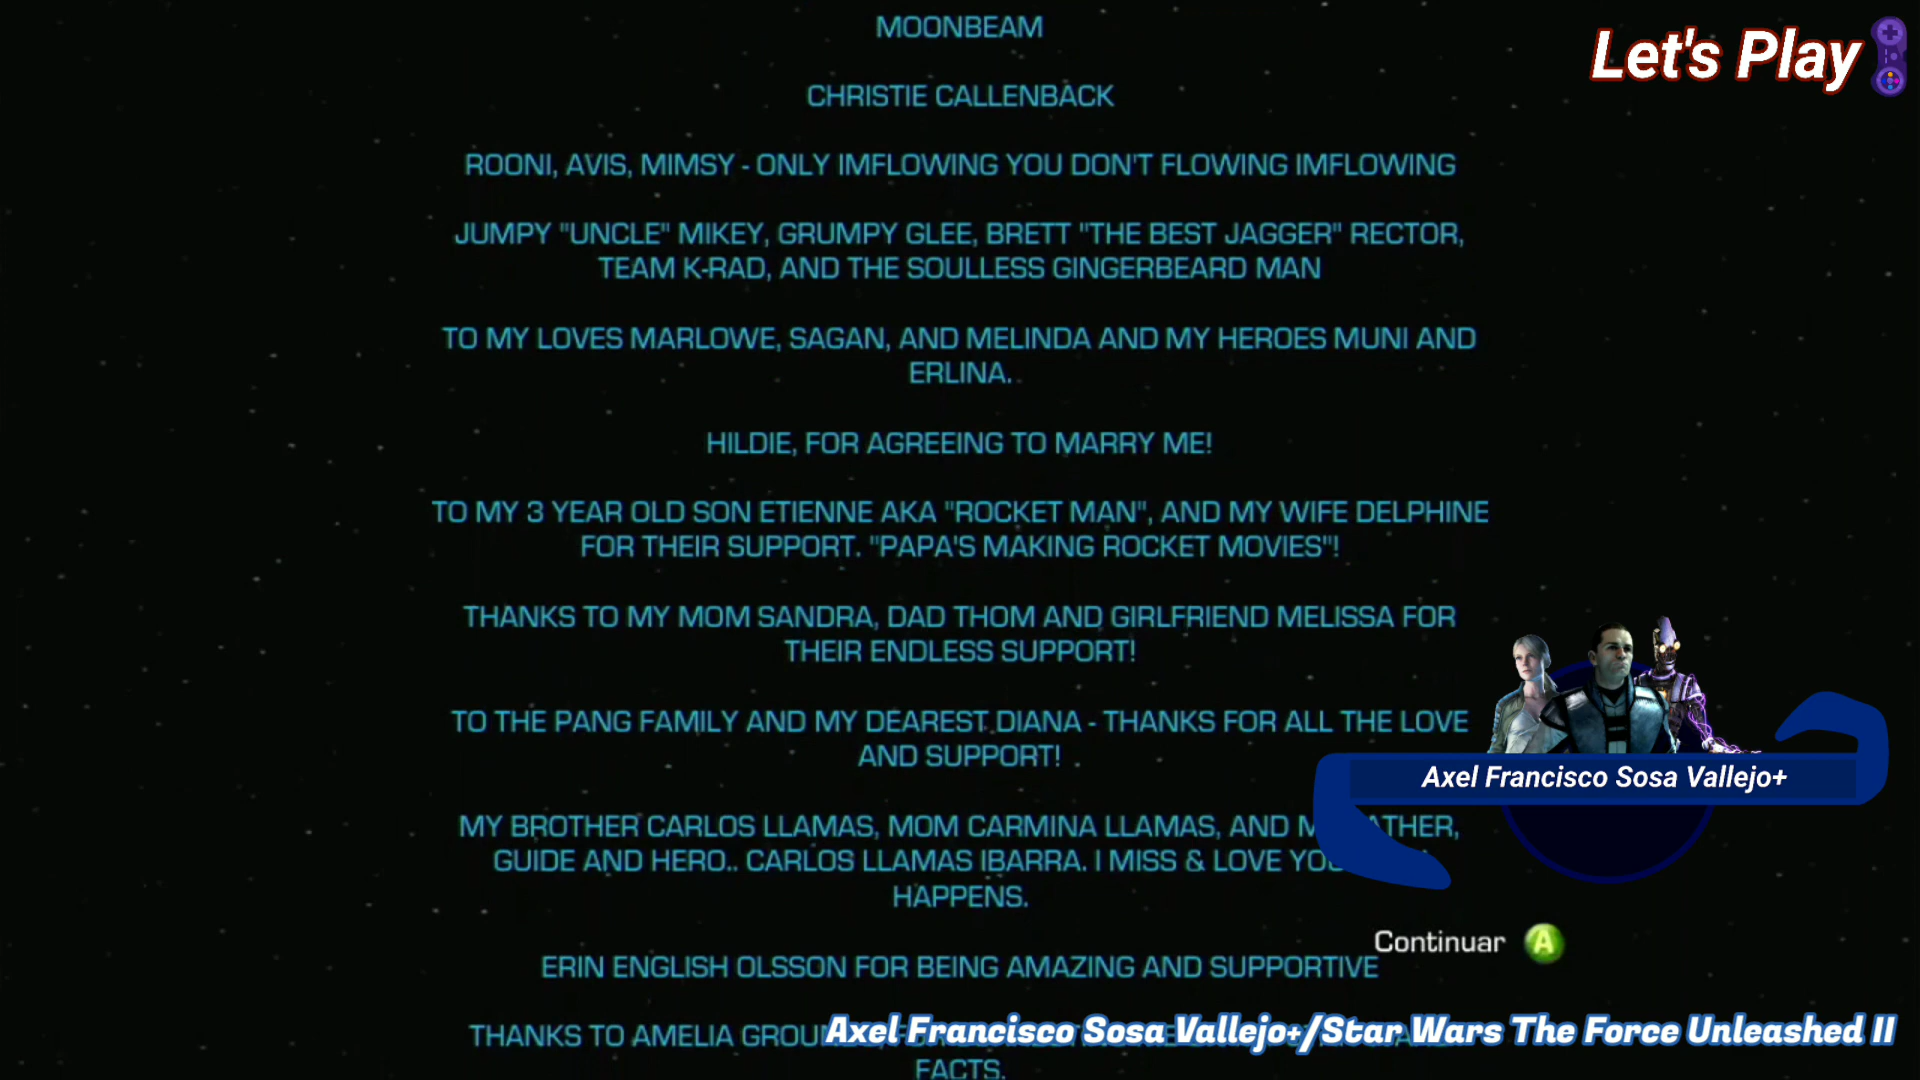 MOONBEAM
Let's Play
CHRISTIE CALLENBACK
ROONI, AVIS, MIMSY - ONLY IMFLOWING YOU DON'T FLOWING IMFLOWING
JUMPY "UNCLE" MIKEY, GRUMPY GLEE, BRETT "THE BEST JAGGER" RECTOR,
TEAM K-RAD, AND THE SOULLESS GINGERBEARD MAN
TO MY LOVES MARLOWE, SAGAN, AND MELINDA AND MY HEROES MUNI AND
ERLINA.
HILDIE, FOR AGREEING TO MARRY ME!
TO MY 3 YEAR OLD SON ETIENNE AKA "ROCKET MAN", AND MY WIFE DELPHINE
FOR THEIR SUPPORT. "PAPA'S MAKING ROCKET MOVIES"!
THANKS TO MY MOM SANDRA, DAD THOM AND GIRLFRIEND MELISSA FOR
THEIR ENDLESS SUPPORT!
TO THE PANG FAMILY AND MY DEAREST DIANA - THANKS FOR ALL THE LOVE
AND SUPPORT!
Axel Francisco Sosa Vallejo+
MY BROTHER CARLOS LLAMAS, MOM CARMINA LLAMAS, AND
GUIDE AND HERO.. CARLOS LLAMAS IBARRA. I MISS & LOVE
HAPPENS.
Continuar A
ERIN ENGLISH OLSSON FOR BEING AMAZING AND SUPPORTIVE
THANKS TO AMELIA
Axel Francisco Sosa Vallejo+/Star Wars The Force Unleashed II
FACTS.